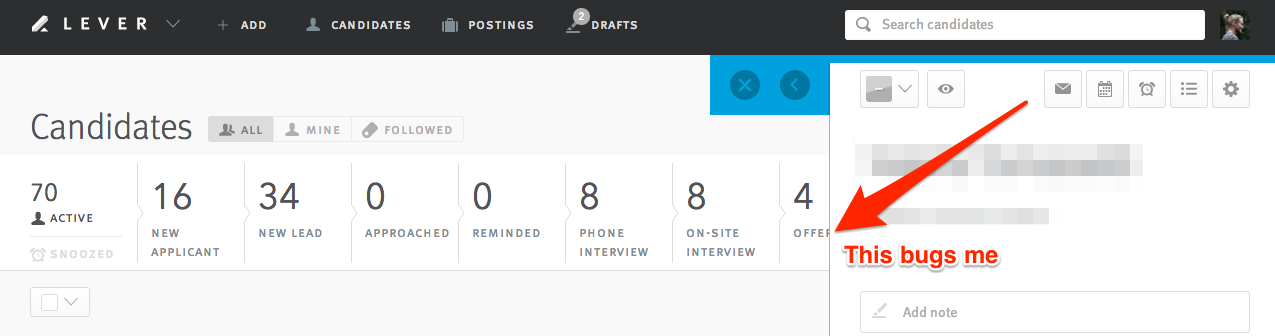 LEVER
ADD
CANDIDATES
POSTINGS
2
DRAFTS
Search candidates
Candidates
ALL
MINE
FOLLOWED
70
ACTIVE
SNOOZED
16
NEW
APPLICANT
34
NEW LEAD
0
APPROACHED
0
REMINDED
8
PHONE
INTERVIEW
8
ON-SITE
INTERVIEW
4
OFFER
This bugs me
Add note